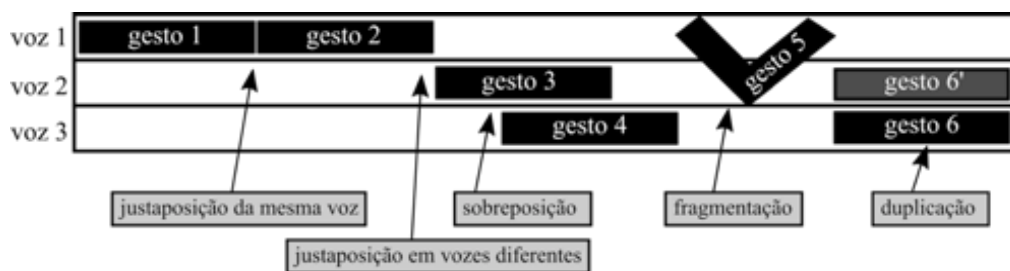 voz 1 gesto 1 gesto 2 gesto 5
voz 2 gesto 3 gesto 6'
voz 3 gesto 4 gesto 6
justaposição da mesma voz sobreposição fragmentação duplicação
justaposição em vozes diferentes